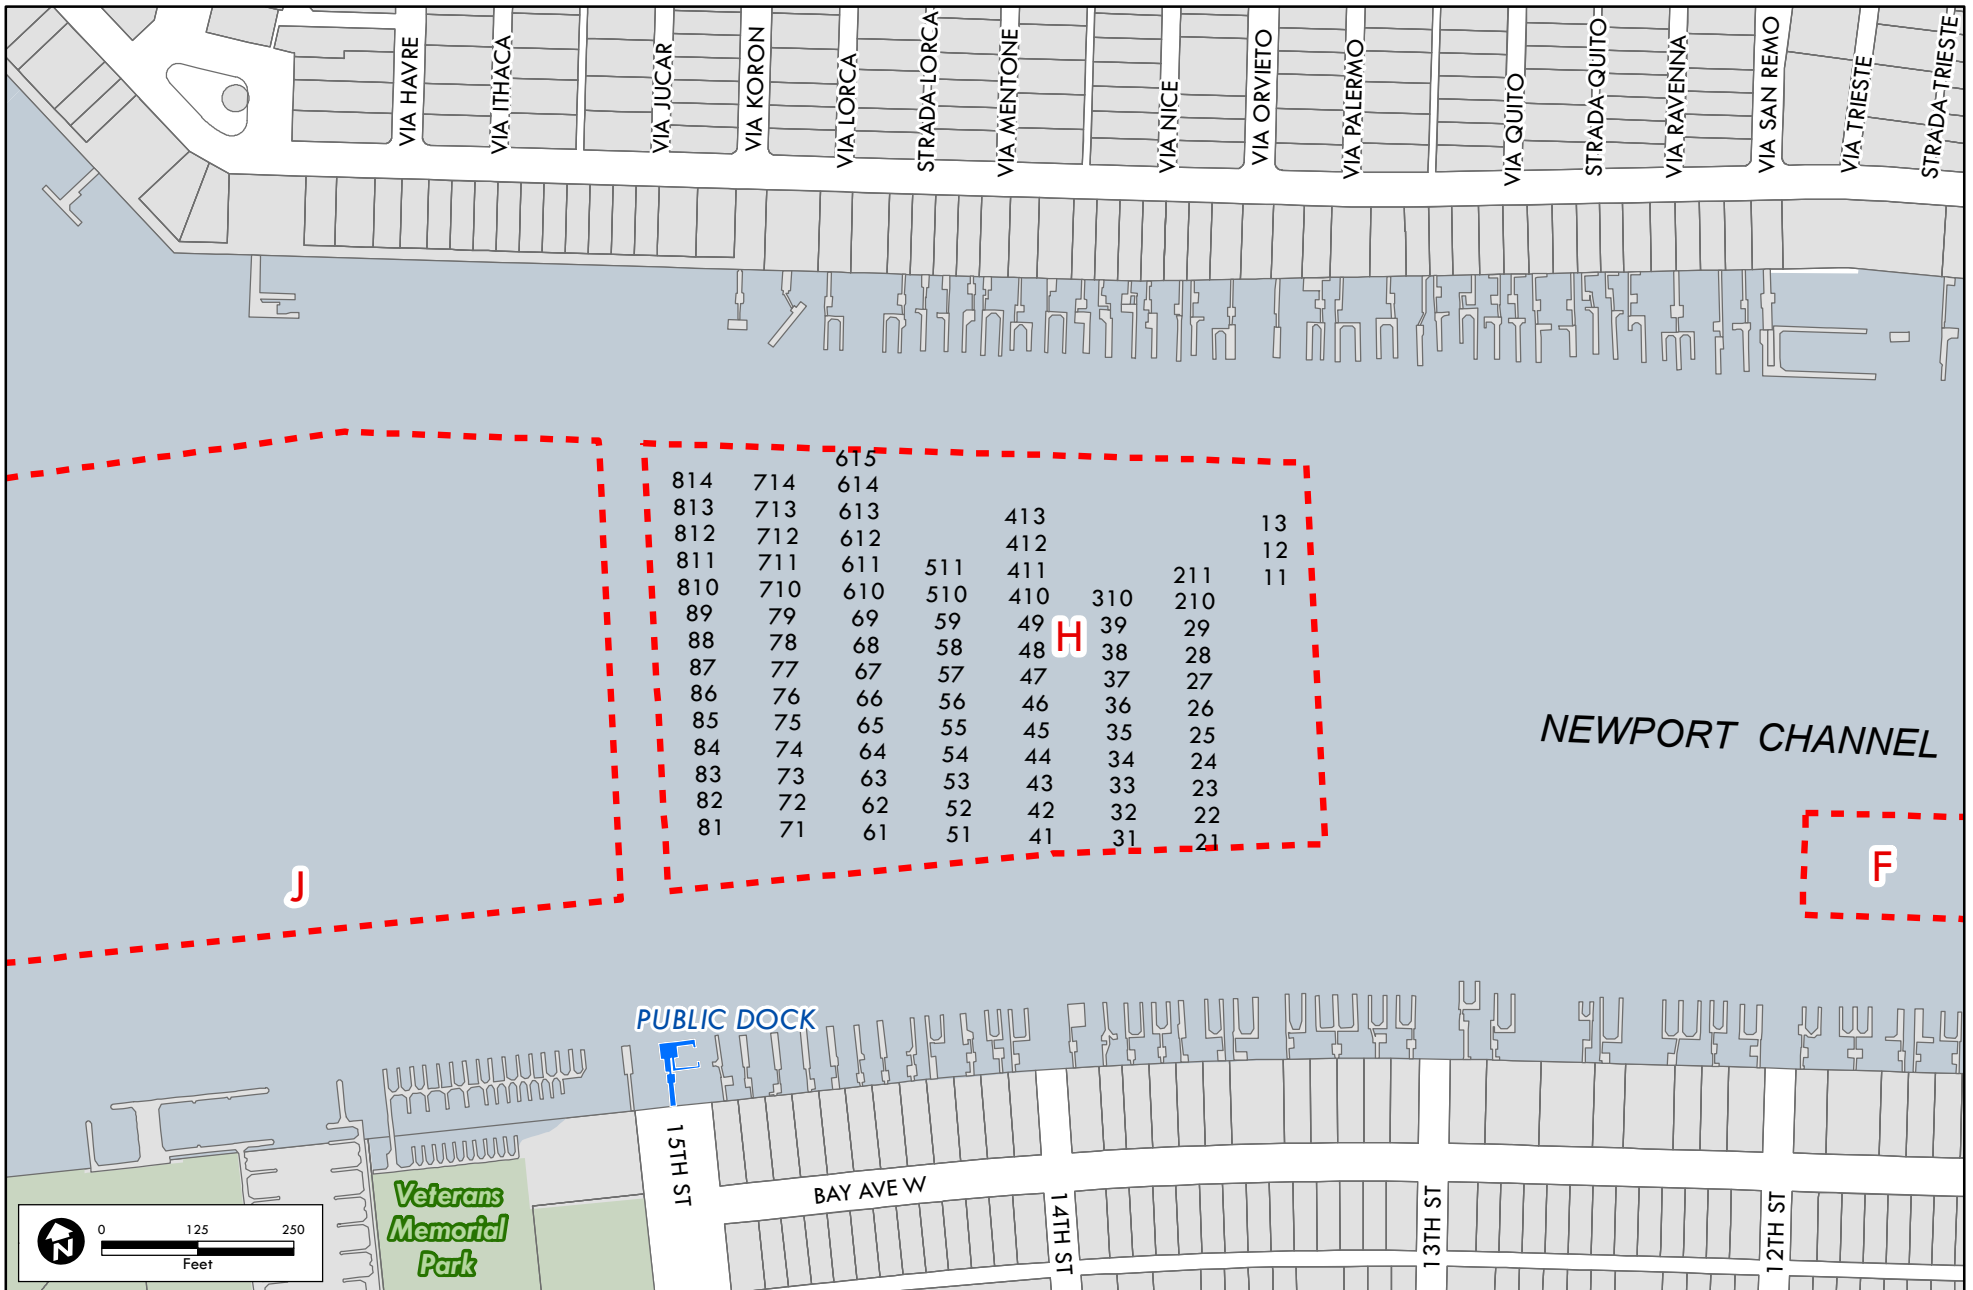 VIA HAVRE
VIA ITHACA
VIA JUCAR
VIA KORON
VIA LORCA
STRADA-LORCA
VIA MENTONE
VIA NICE
VIA ORVIETO
VIA PALERMO
VIA QUITO
STRADA-QUITO
VIA RAVENNA
VIA SAN REMO
VIA TRIESTE
STRADA-TRIESTE
615
814 714 614
813 713 613 413 13
812 712 612 412 12
811 711 611 511 411 211 11
810 710 610 510 410 310 210
89 79 69 59 49 39 29
88 78 68 58 48 38 28
87 77 67 57 47 37 27
86 76 66 56 46 36 26
85 75 65 55 45 35 25
84 74 64 54 44 34 24
83 73 63 53 43 33 23
82 72 62 52 42 32 22
81 71 61 51 41 31 21
H
NEWPORT CHANNEL
J
F
PUBLIC DOCK
15TH ST
BAY AVE W
14TH ST
13TH ST
12TH ST
Veterans
Memorial
Park
N
0 125 250
Feet